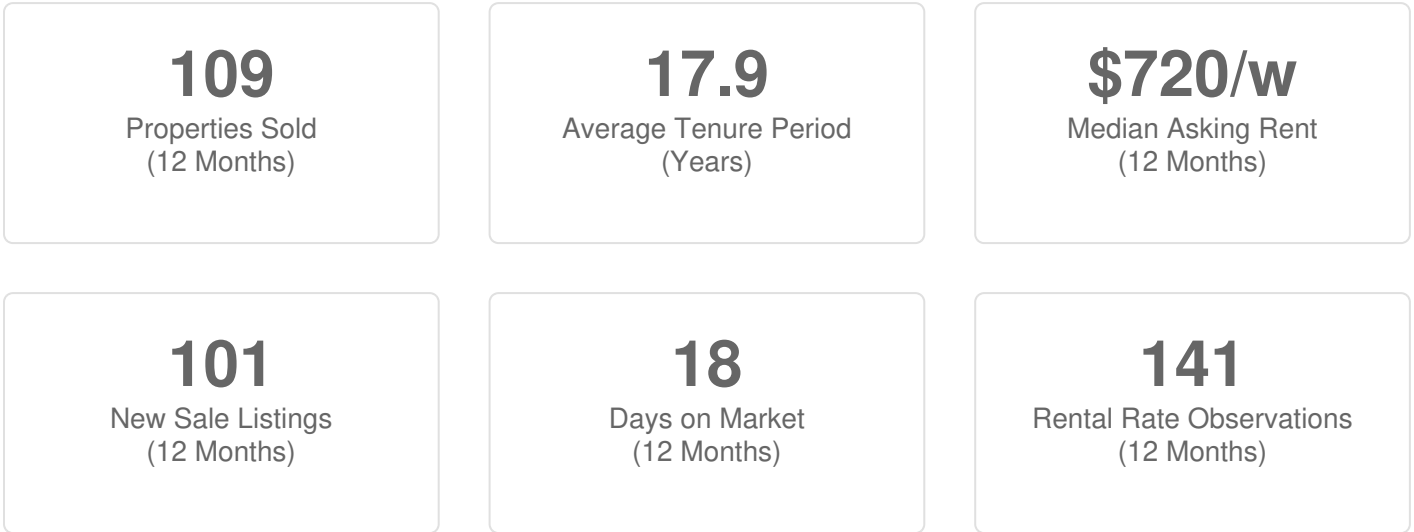 109
Properties Sold
(12 Months)
17.9
Average Tenure Period
(Years)
$720/w
Median Asking Rent
(12 Months)
101
New Sale Listings
(12 Months)
18
Days on Market
(12 Months)
141
Rental Rate Observations
(12 Months)